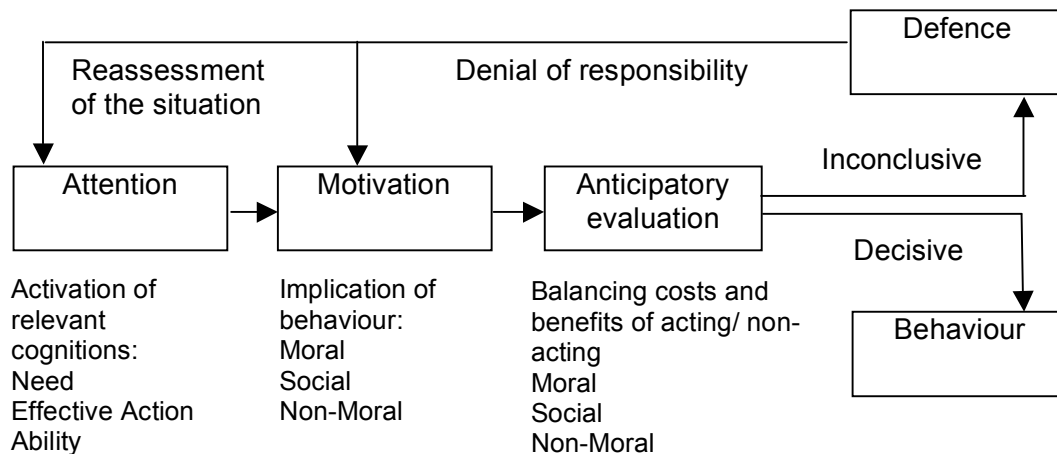 Defence
Reassessment
of the situation
Denial of responsibility
Inconclusive
Attention
Motivation
Anticipatory
evaluation
Decisive
Behaviour
Activation of
relevant
cognitions:
Need
Effective Action
Ability
Implication of
behaviour:
Moral
Social
Non-Moral
Balancing costs and
benefits of acting/ non-
acting
Moral
Social
Non-Moral